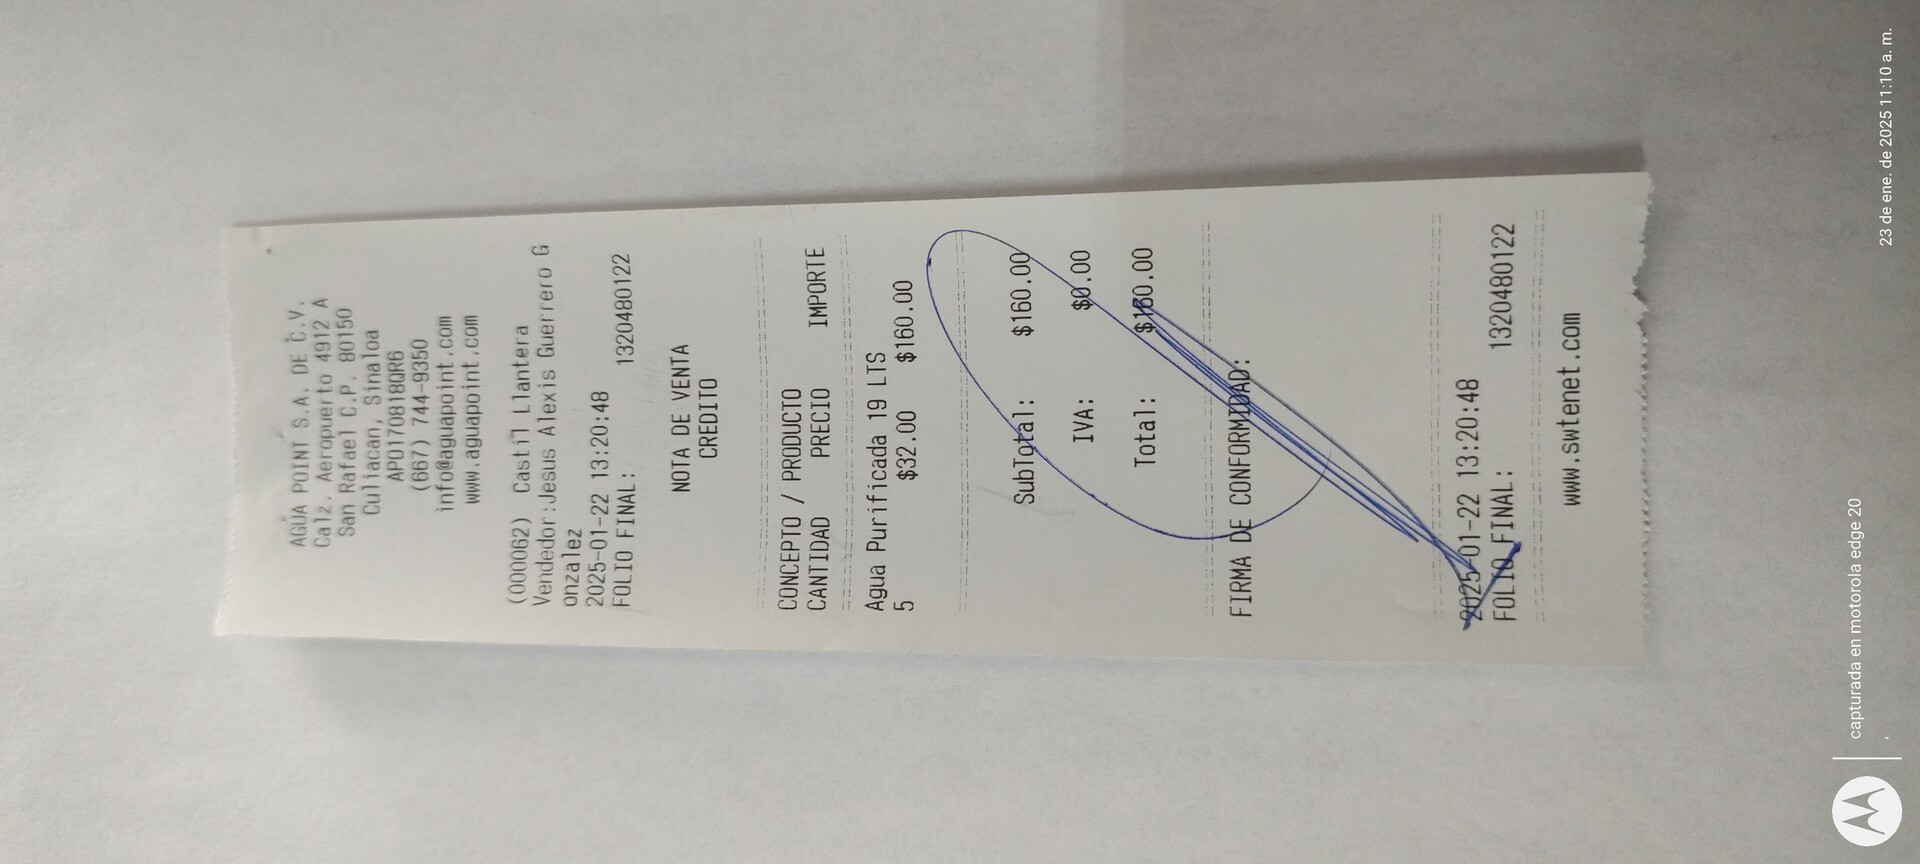 AGUA POINT S.A. DE C.V.
Calz. Aeropuerto 4912 A
San Rafael C.P. 80150
Culiacan, Sinaloa
APO170818QR6
(667) 744-9350
info@aguapoint.com
www.aguapoint.com
(000062) Castil Llantera
Vendedor:Jesus Alexis Guerrero G
onzalez
2025-01-22 13:20:48
FOLIO FINAL: 1320480122
NOTA DE VENTA
CREDITO
CONCEPTO / PRODUCTO
CANTIDAD PRECIO IMPORTE
Agua Purificada 19 LTS
5 $32.00 $160.00
SubTotal: $160.00
IVA: $0.00
Total: $160.00
FIRMA DE CONFORMIDAD:
2025-01-22 13:20:48
FOLIO FINAL: 1320480122
www.swtenet.com
capturada en motorola edge 20
23 de ene. de 2025 11:10 a. m.